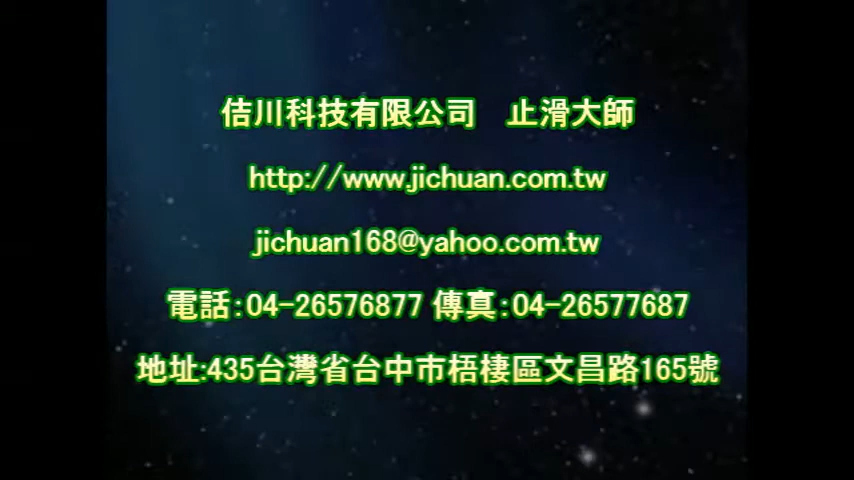 佶川科技有限公司　止滑大師
http://www.jichuan.com.tw
jichuan168@yahoo.com.tw
電話:04-26576877 傳真:04-26577687
地址:435台灣省台中市梧棲區文昌路165號